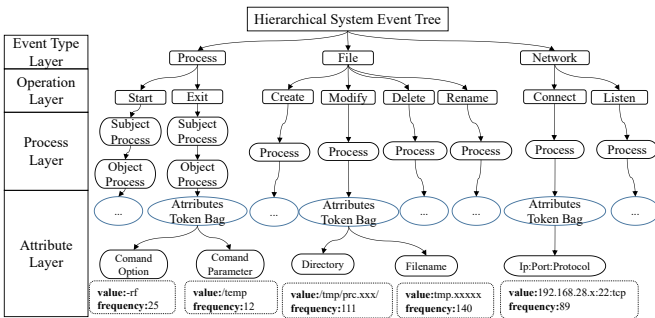 Hierarchical System Event Tree
Event Type
Layer
Process
File
Network
Operation
Layer
Start
Exit
Create
Modify
Delete
Rename
Connect
Listen
Process
Layer
Subject
Process
Subject
Process
Object
Process
Object
Process
Process
Process
Process
Process
Process
Process
Attribute
Layer
...
Atrributes
Token Bag
...
Atrributes
Token Bag
...
...
Atrributes
Token Bag
...
Comand
Option
Comand
Parameter
Directory
Filename
Ip:Port:Protocol
value:-rf
frequency:25
value:/temp
frequency:12
value:/tmp/prc.xxx/
frequency:111
value:tmp.xxxxx
frequency:140
value:192.168.28.x:22:tcp
frequency:89